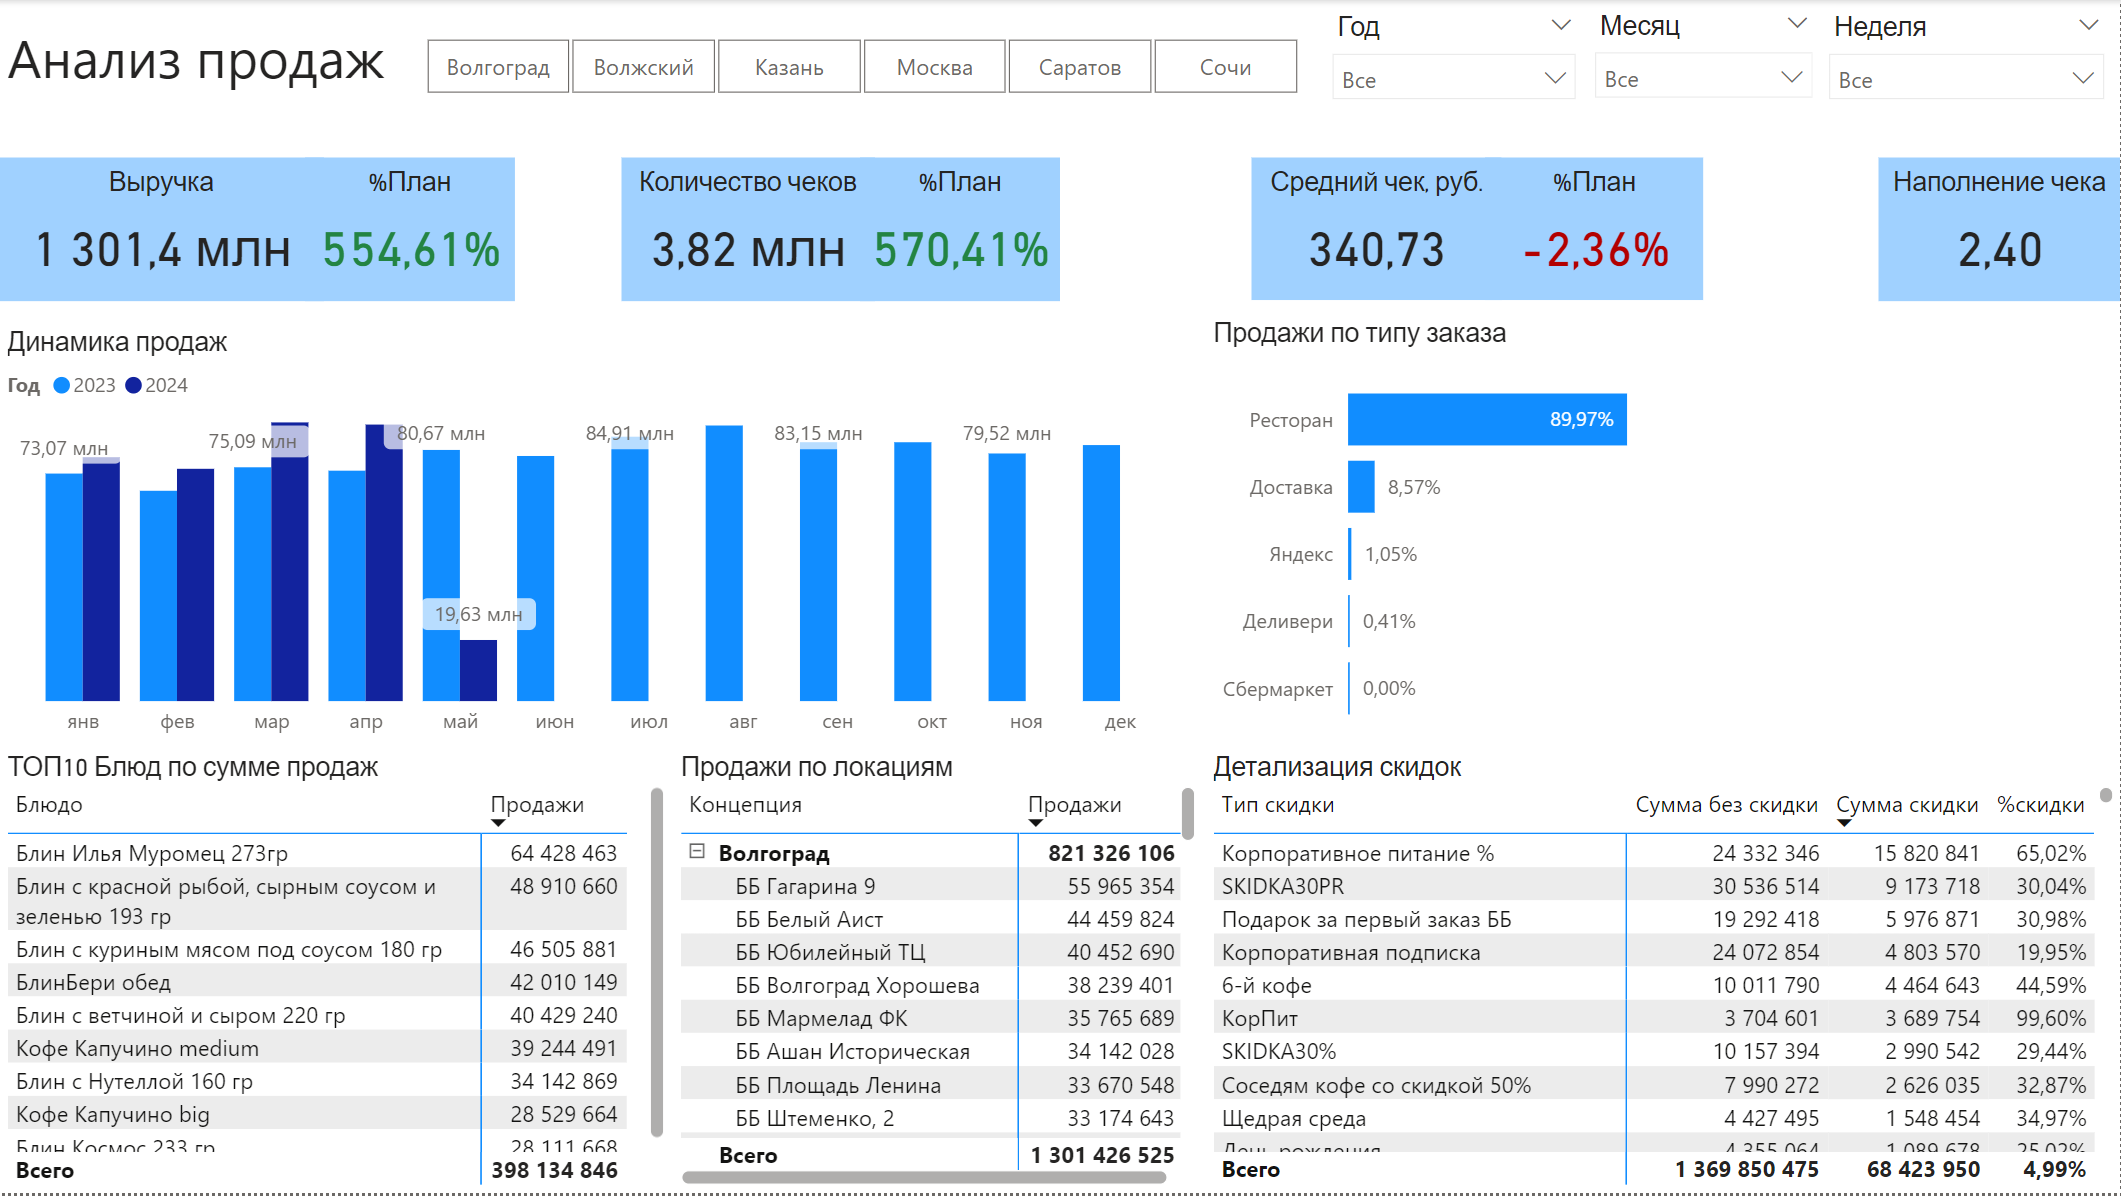 Анализ продаж
Волгоград Волжский Казань Москва Саратов Сочи
Год Месяц Неделя
Все Все Все
Выручка %План Количество чеков %План Средний чек, руб. %План Наполнение чека
1 301,4 млн 554,61% 3,82 млн 570,41% 340,73 -2,36% 2,40
Динамика продаж
Год 2023 2024
73,07 млн 75,09 млн 80,67 млн 84,91 млн 83,15 млн 79,52 млн
19,63 млн
янв фев мар апр май июн июл авг сен окт ноя дек
Продажи по типу заказа
Ресторан 89,97%
Доставка 8,57%
Яндекс 1,05%
Деливери 0,41%
Сбермаркет 0,00%
ТОП10 Блюд по сумме продаж
Блюдо Продажи
Блин Илья Муромец 273гр 64 428 463
Блин с красной рыбой, сырным соусом и 48 910 660
зеленью 193 гр
Блин с куриным мясом под соусом 180 гр 46 505 881
БлинБери обед 42 010 149
Блин с ветчиной и сыром 220 гр 40 429 240
Кофе Капучино medium 39 244 491
Блин с Нутеллой 160 гр 34 142 869
Кофе Капучино big 28 529 664
Блин Космос 233 гр 28 111 668
Всего 398 134 846
Продажи по локациям
Концепция Продажи
Волгоград 821 326 106
ББ Гагарина 9 55 965 354
ББ Белый Аист 44 459 824
ББ Юбилейный ТЦ 40 452 690
ББ Волгоград Хорошева 38 239 401
ББ Мармелад ФК 35 765 689
ББ Ашан Историческая 34 142 028
ББ Площадь Ленина 33 670 548
ББ Штеменко, 2 33 174 643
Всего 1 301 426 525
Детализация скидок
Тип скидки Сумма без скидки Сумма скидки %скидки
Корпоративное питание % 24 332 346 15 820 841 65,02%
SKIDKA30PR 30 536 514 9 173 718 30,04%
Подарок за первый заказ ББ 19 292 418 5 976 871 30,98%
Корпоративная подписка 24 072 854 4 803 570 19,95%
6-й кофе 10 011 790 4 464 643 44,59%
КорПит 3 704 601 3 689 754 99,60%
SKIDKA30% 10 157 394 2 990 542 29,44%
Соседям кофе со скидкой 50% 7 990 272 2 626 035 32,87%
Щедрая среда 4 427 495 1 548 454 34,97%
День рождения 4 355 064 1 089 678 25,02%
Всего 1 369 850 475 68 423 950 4,99%